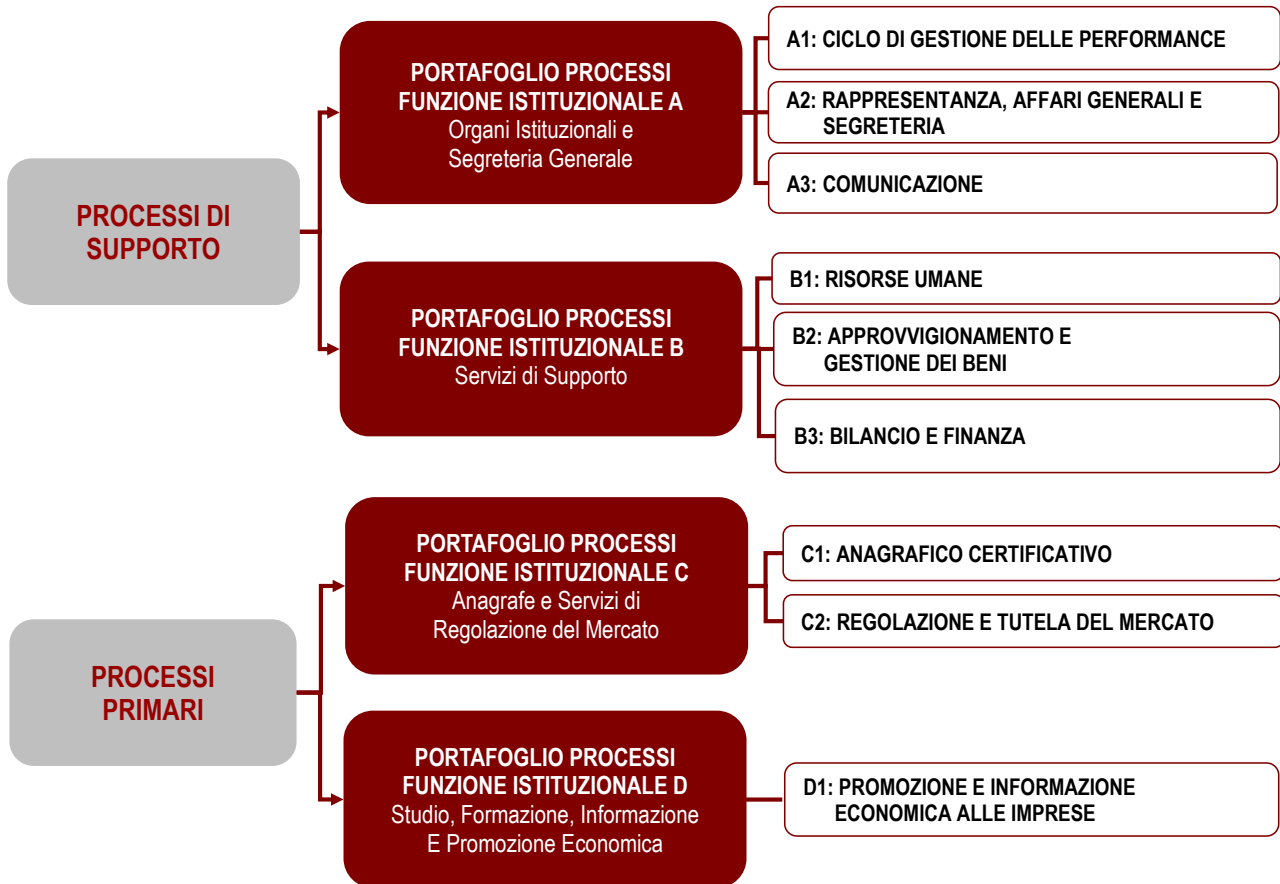 PROCESSI DI
SUPPORTO
PORTAFOGLIO PROCESSI
FUNZIONE ISTITUZIONALE A
Organi Istituzionali e
Segreteria Generale
A1: CICLO DI GESTIONE DELLE PERFORMANCE
A2: RAPPRESENTANZA, AFFARI GENERALI E
SEGRETERIA
A3: COMUNICAZIONE
PORTAFOGLIO PROCESSI
FUNZIONE ISTITUZIONALE B
Servizi di Supporto
B1: RISORSE UMANE
B2: APPROVVIGIONAMENTO E
GESTIONE DEI BENI
B3: BILANCIO E FINANZA
PROCESSI
PRIMARI
PORTAFOGLIO PROCESSI
FUNZIONE ISTITUZIONALE C
Anagrafe e Servizi di
Regolazione del Mercato
C1: ANAGRAFICO CERTIFICATIVO
C2: REGOLAZIONE E TUTELA DEL MERCATO
PORTAFOGLIO PROCESSI
FUNZIONE ISTITUZIONALE D
Studio, Formazione, Informazione
E Promozione Economica
D1: PROMOZIONE E INFORMAZIONE
ECONOMICA ALLE IMPRESE